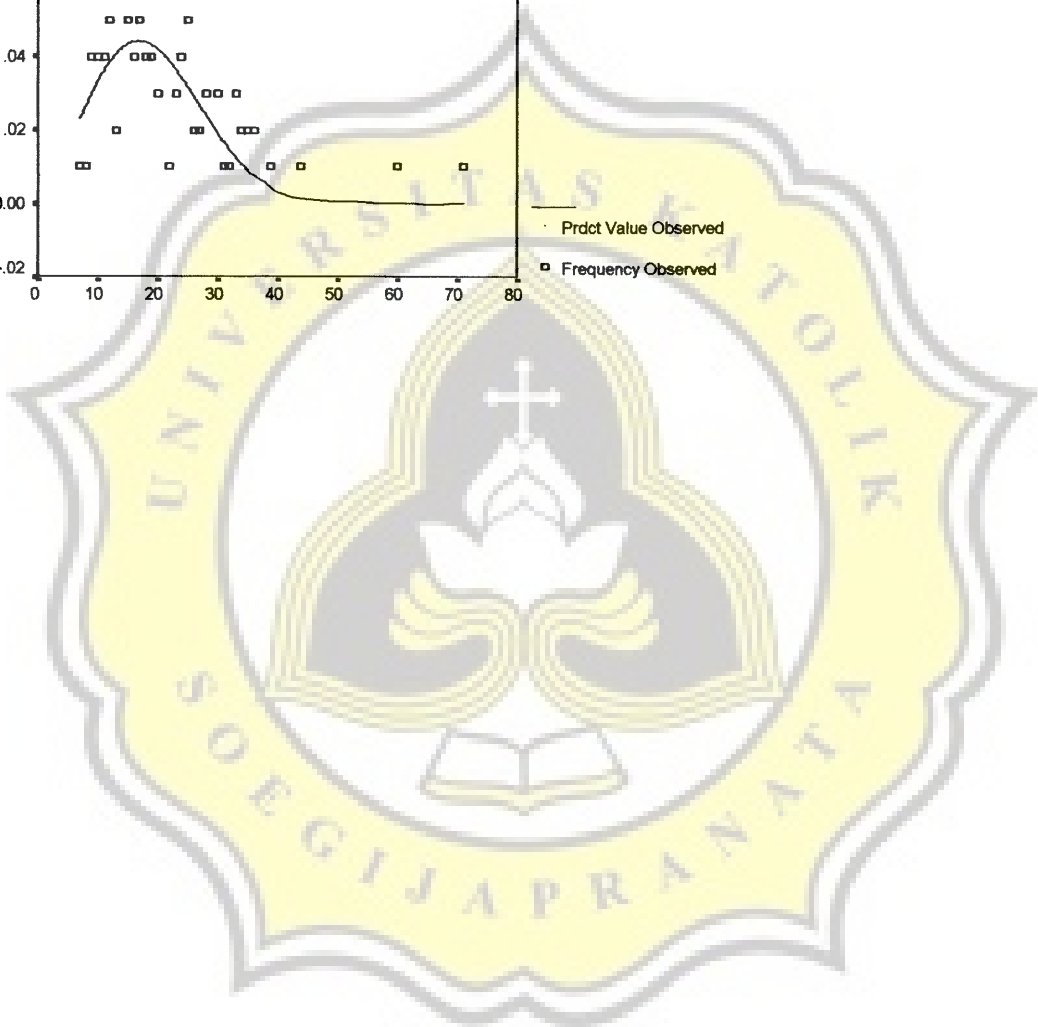 .04
.02
0.00
-.02
0 10 20 30 40 50 60 70 80
Prdct Value Observed
Frequency Observed
UNIVERSITAS KATOLIK
SOEGIJAPRANATA